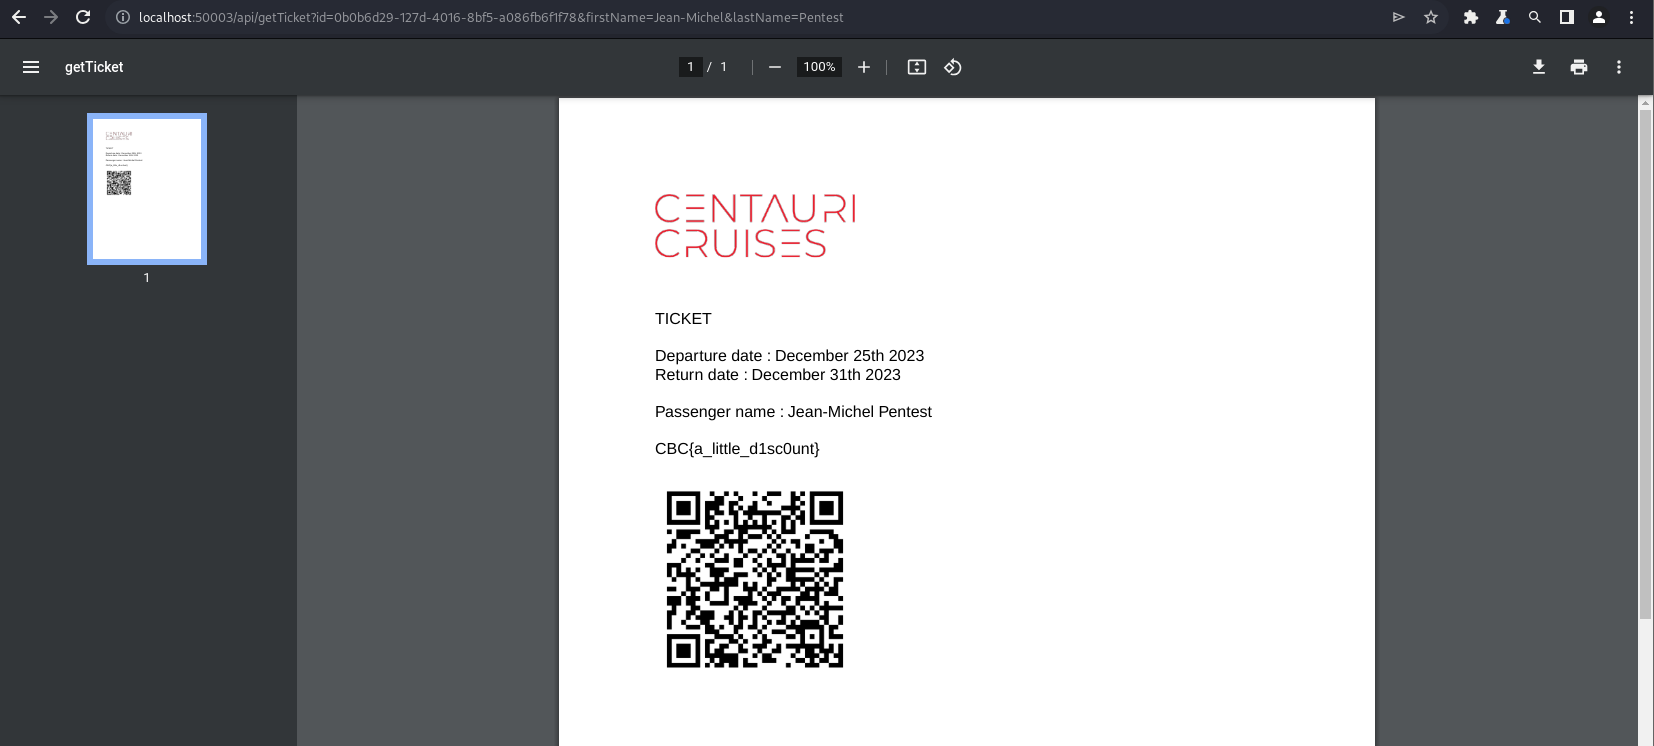 localhost:50003/api/getTicket?id=0b0b6d29-127d-4016-8bf5-a086fb6f1f78&firstName=Jean-Michel&lastName=Pentest
getTicket
1 / 1
100%
1
CENTAURI
CRUISES
TICKET
Departure date : December 25th 2023
Return date : December 31th 2023
Passenger name : Jean-Michel Pentest
CBC{a_little_d1sc0unt}